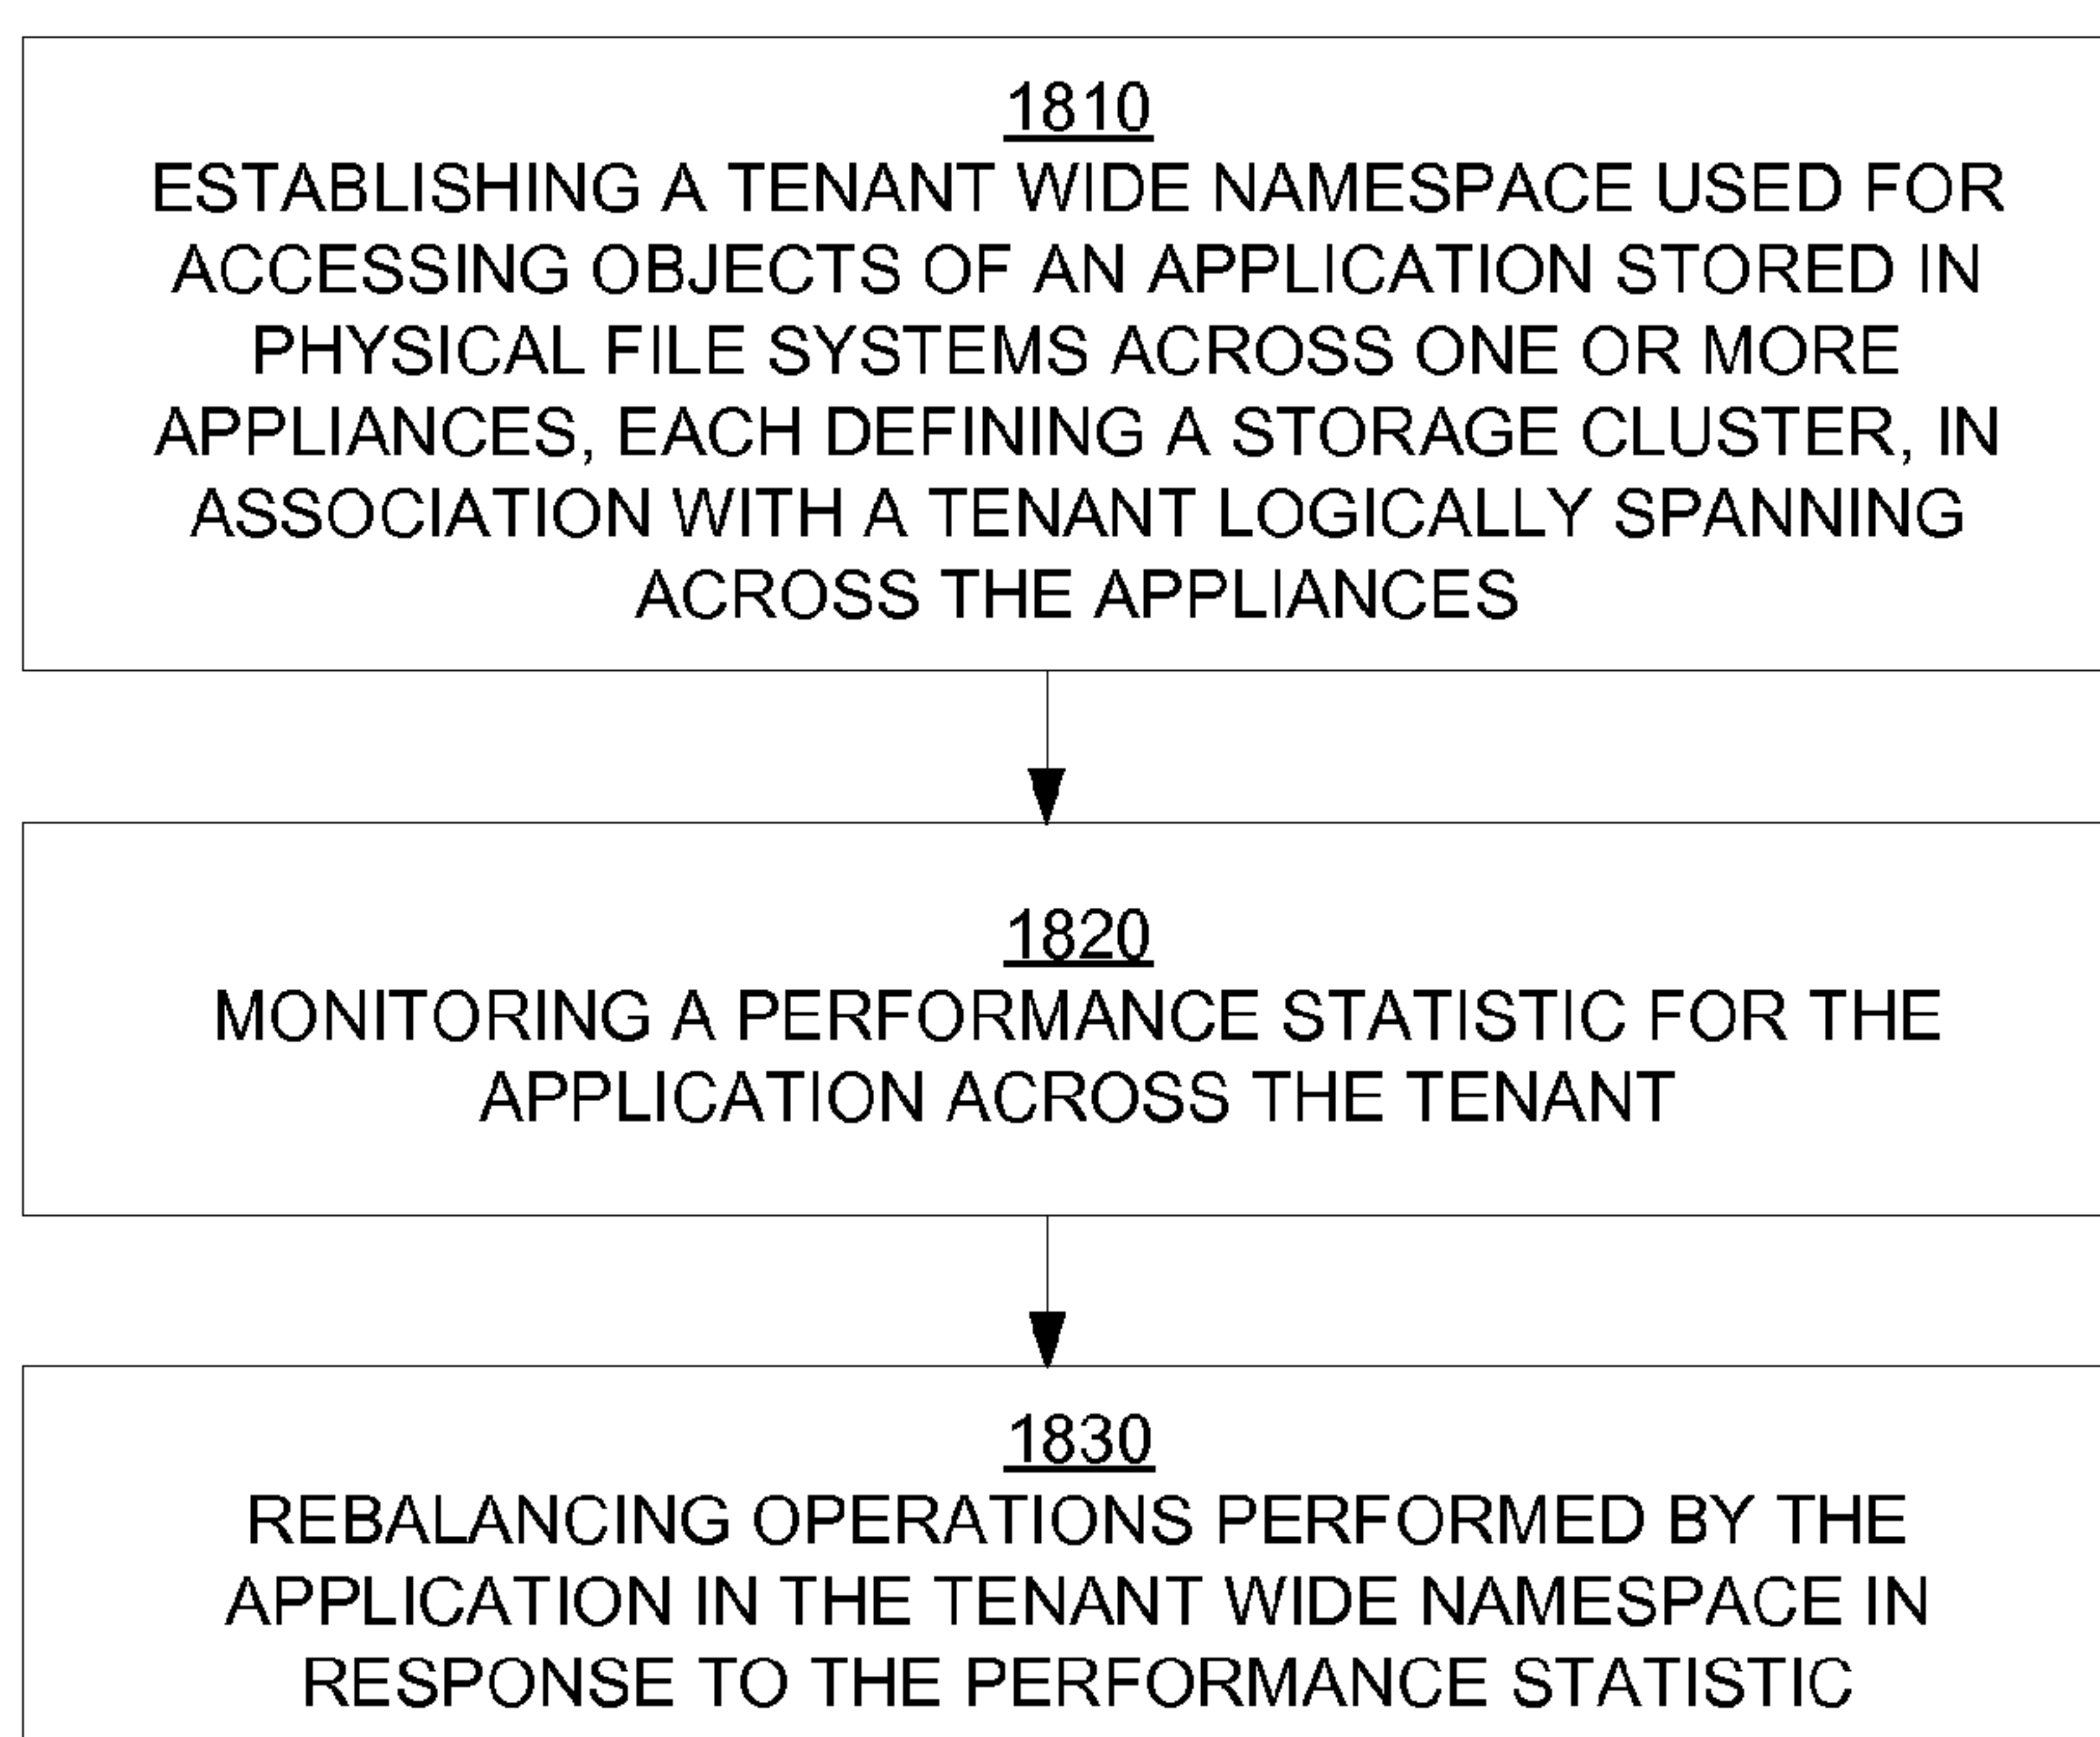 1810
ESTABLISHING A TENANT WIDE NAMESPACE USED FOR
ACCESSING OBJECTS OF AN APPLICATION STORED IN
PHYSICAL FILE SYSTEMS ACROSS ONE OR MORE
APPLIANCES, EACH DEFINING A STORAGE CLUSTER, IN
ASSOCIATION WITH A TENANT LOGICALLY SPANNING
ACROSS THE APPLIANCES
1820
MONITORING A PERFORMANCE STATISTIC FOR THE
APPLICATION ACROSS THE TENANT
1830
REBALANCING OPERATIONS PERFORMED BY THE
APPLICATION IN THE TENANT WIDE NAMESPACE IN
RESPONSE TO THE PERFORMANCE STATISTIC